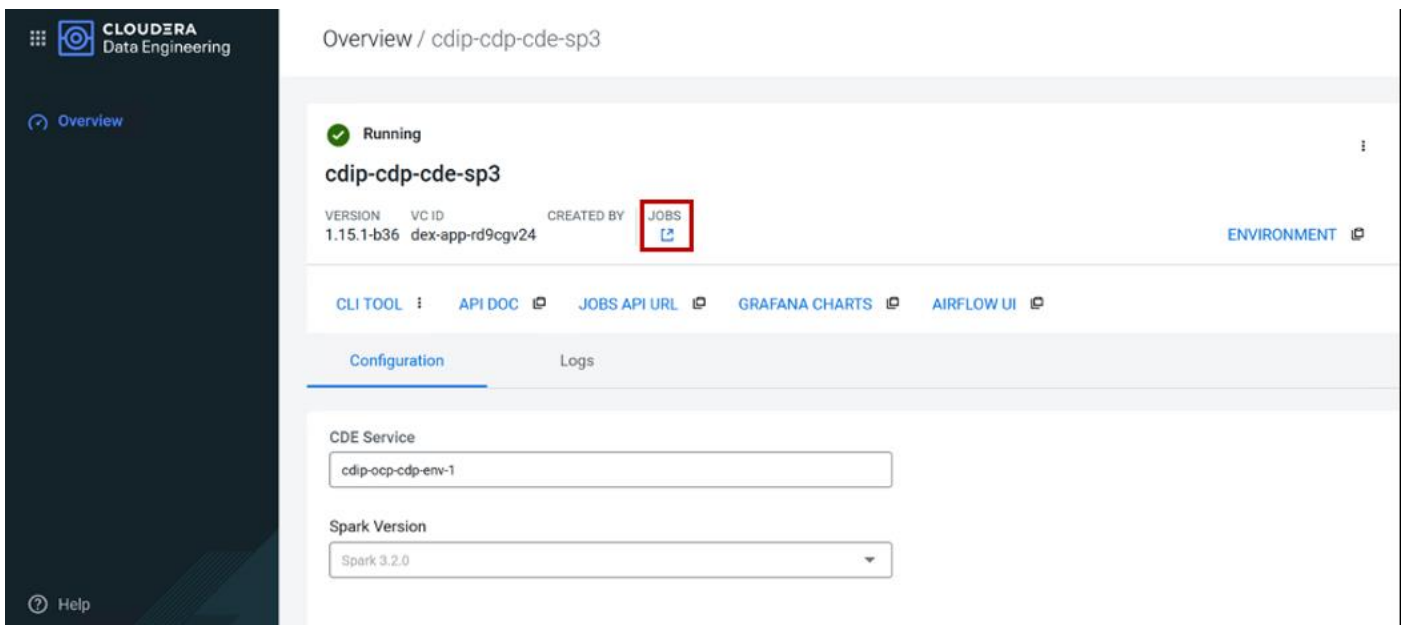 CLOUDERA
Data Engineering
Overview / cdip-cdp-cde-sp3
Overview
Running
cdip-cdp-cde-sp3
VERSION VC ID CREATED BY JOBS
1.15.1-b36 dex-app-rd9cgv24
ENVIRONMENT
CLI TOOL API DOC JOBS API URL GRAFANA CHARTS AIRFLOW UI
Configuration Logs
CDE Service
cdip-ocp-cdp-env-1
Spark Version
Spark 3.2.0
Help